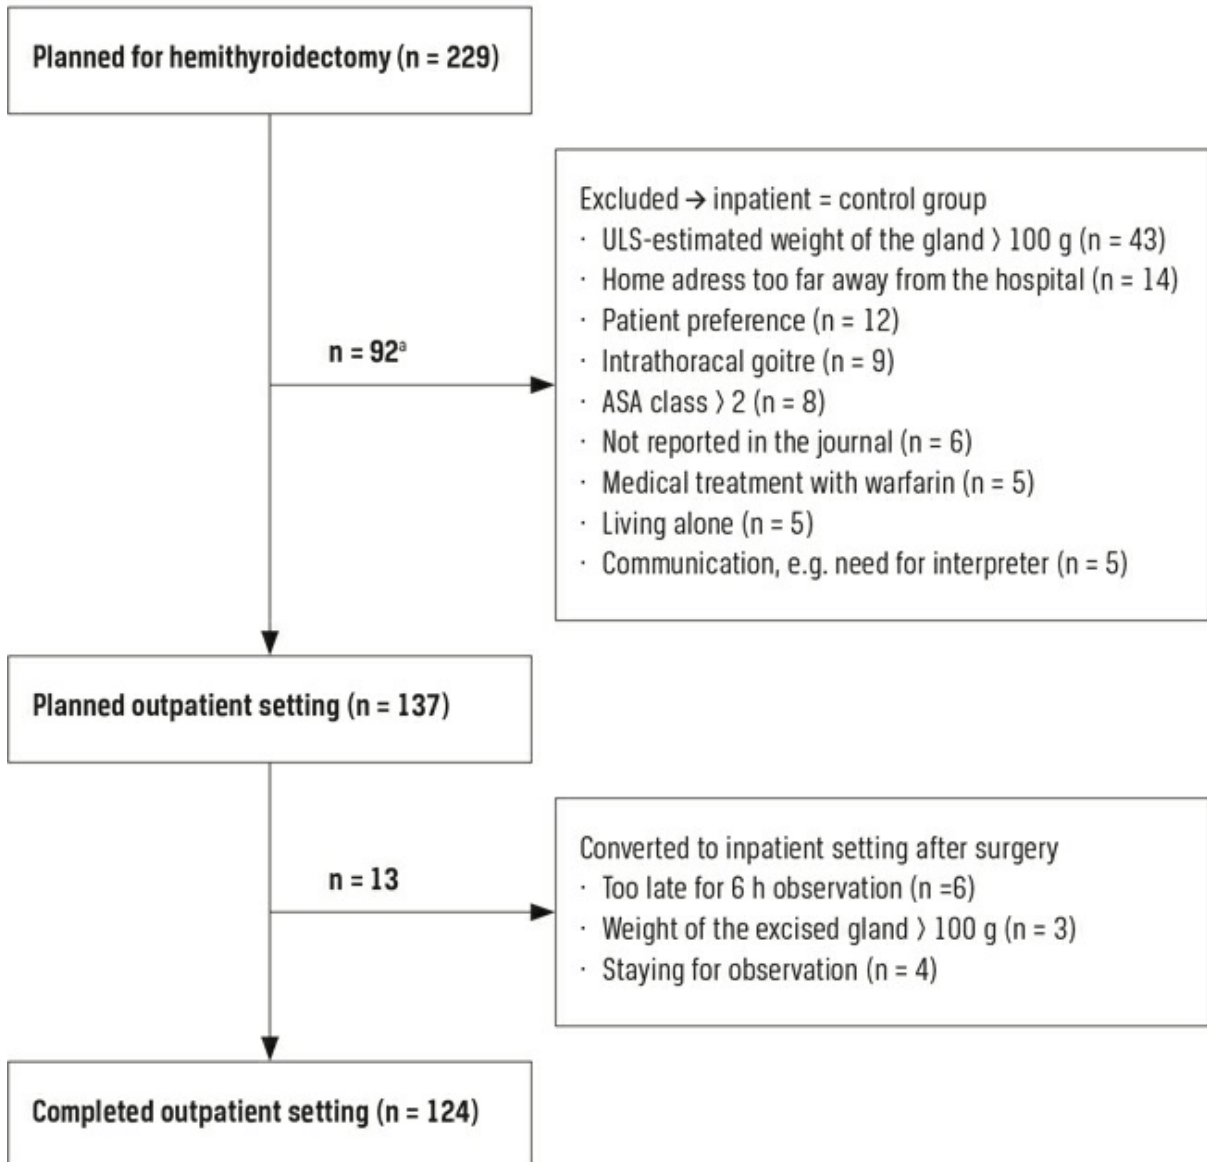 Planned for hemithyroidectomy (n = 229)
Excluded → inpatient = control group
· ULS-estimated weight of the gland 〉 100 g (n = 43)
· Home adress too far away from the hospital (n = 14)
· Patient preference (n = 12)
· Intrathoracal goitre (n = 9)
· ASA class 〉 2 (n = 8)
· Not reported in the journal (n = 6)
· Medical treatment with warfarin (n = 5)
· Living alone (n = 5)
· Communication, e.g. need for interpreter (n = 5)
n = 92ª
Planned outpatient setting (n = 137)
Converted to inpatient setting after surgery
· Too late for 6 h observation (n =6)
· Weight of the excised gland 〉 100 g (n = 3)
· Staying for observation (n = 4)
n = 13
Completed outpatient setting (n = 124)